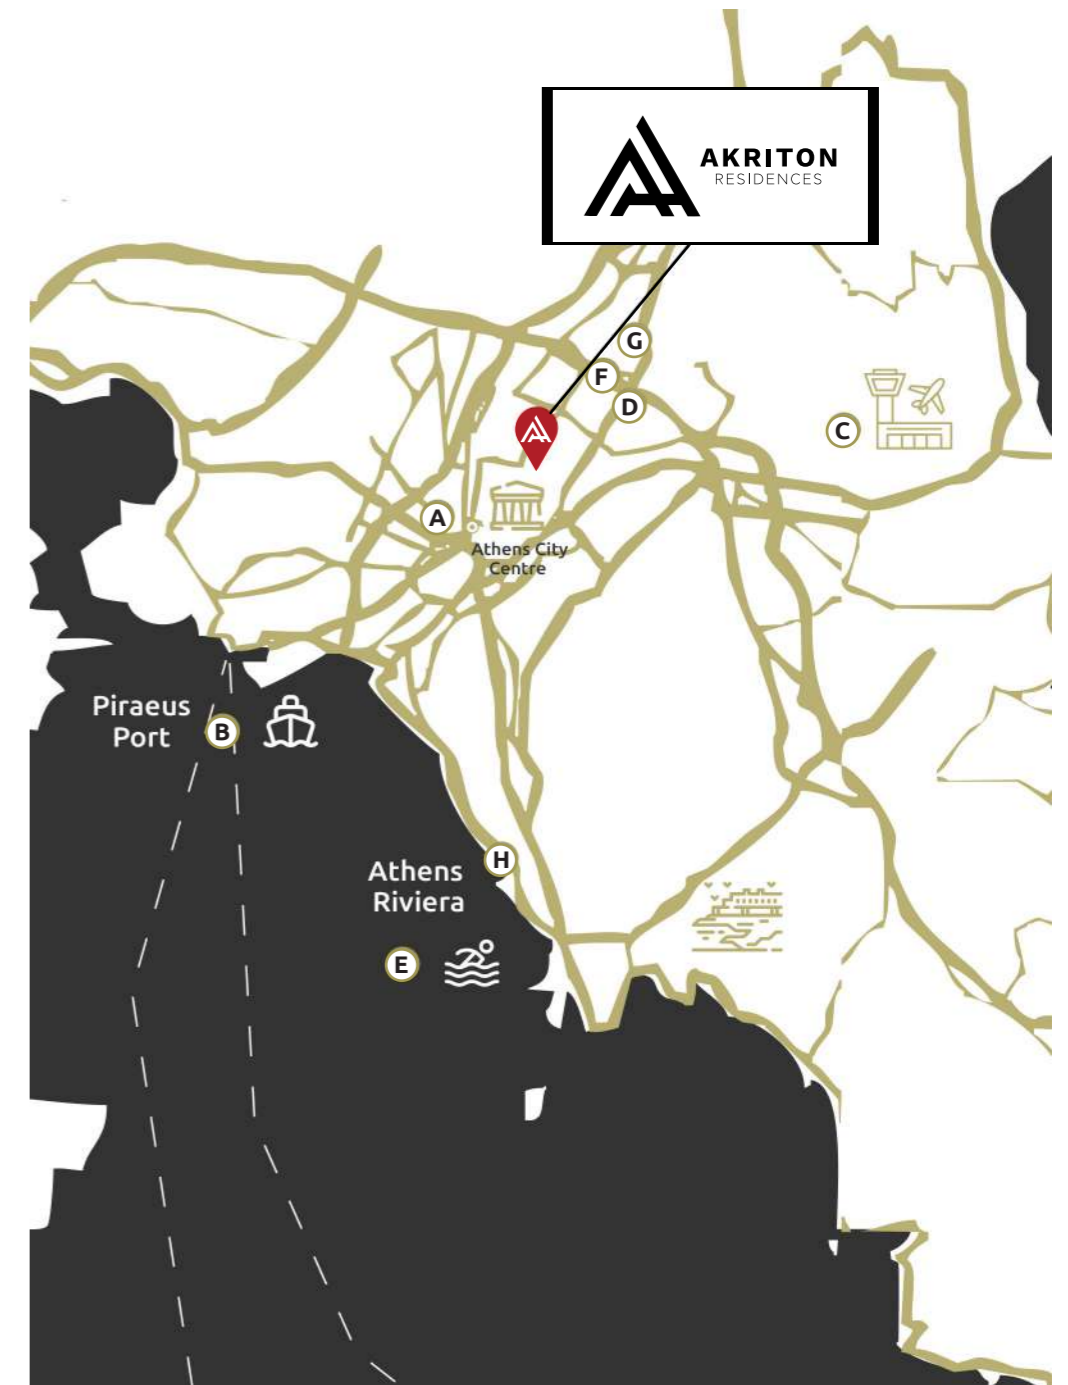 AKRITON
RESIDENCES
G
F
D
C
A
Athens City
Centre
Piraeus
Port
B
H
Athens
Riviera
E